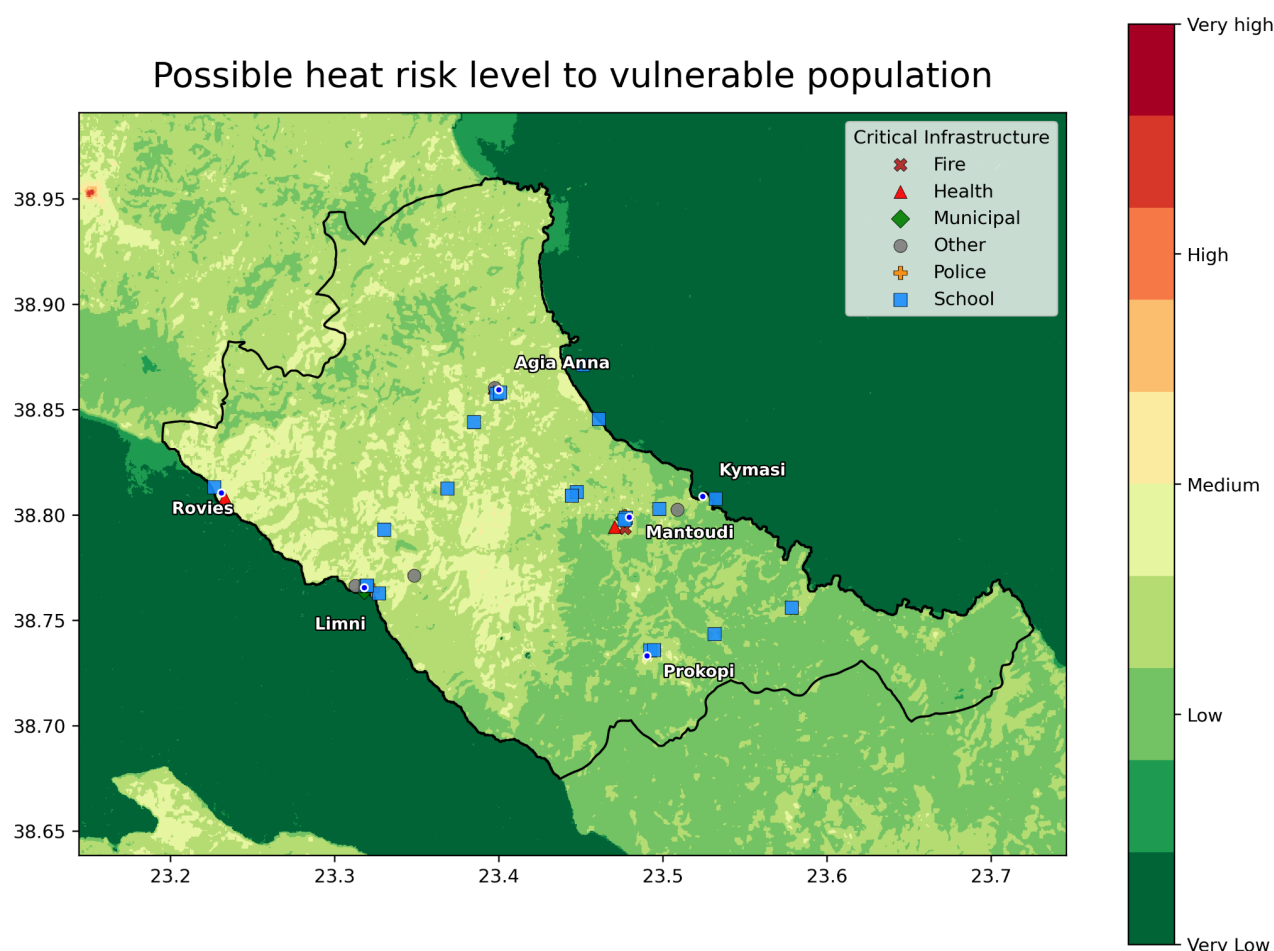 Possible heat risk level to vulnerable population
Very high
High
Medium
Low
Very Low
Critical Infrastructure
Fire
Health
Municipal
Other
Police
School
38.95
38.90
38.85
38.80
38.75
38.70
38.65
Agia Anna
Kymasi
Rovies
Mantoudi
Limni
Prokopi
23.2 23.3 23.4 23.5 23.6 23.7